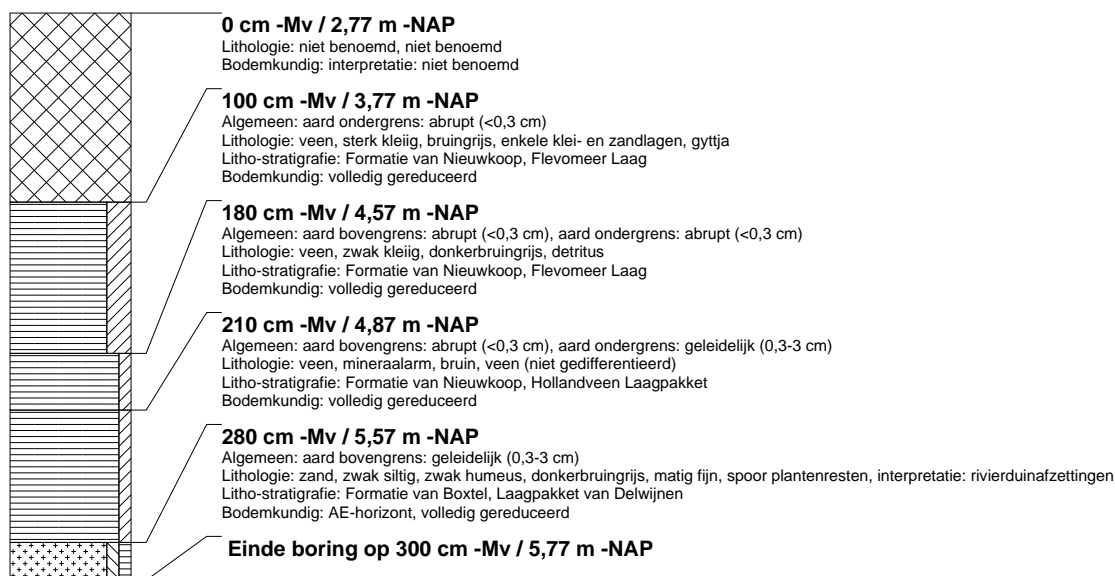 0 cm -Mv / 2,77 m -NAP
Lithologie: niet benoemd, niet benoemd
Bodemkundig: interpretatie: niet benoemd
100 cm -Mv / 3,77 m -NAP
Algemeen: aard ondergrens: abrupt (<0,3 cm)
Lithologie: veen, sterk kleiig, bruingrijs, enkele klei- en zandlagen, gyttja
Litho-stratigrafie: Formatie van Nieuwkoop, Flevomeer Laag
Bodemkundig: volledig gereduceerd
180 cm -Mv / 4,57 m -NAP
Algemeen: aard bovengrens: abrupt (<0,3 cm), aard ondergrens: abrupt (<0,3 cm)
Lithologie: veen, zwak kleiig, donkerbruingrijs, detritus
Litho-stratigrafie: Formatie van Nieuwkoop, Flevomeer Laag
Bodemkundig: volledig gereduceerd
210 cm -Mv / 4,87 m -NAP
Algemeen: aard bovengrens: abrupt (<0,3 cm), aard ondergrens: geleidelijk (0,3-3 cm)
Lithologie: veen, mineraalarm, bruin, veen (niet gedifferentieerd)
Litho-stratigrafie: Formatie van Nieuwkoop, Hollandveen Laagpakket
Bodemkundig: volledig gereduceerd
280 cm -Mv / 5,57 m -NAP
Algemeen: aard bovengrens: geleidelijk (0,3-3 cm)
Lithologie: zand, zwak siltig, zwak humeus, donkerbruingrijs, matig fijn, spoor plantenresten, interpretatie: rivierduinafzettingen
Litho-stratigrafie: Formatie van Boxtel, Laagpakket van Delwijnen
Bodemkundig: AE-horizont, volledig gereduceerd
Einde boring op 300 cm -Mv / 5,77 m -NAP